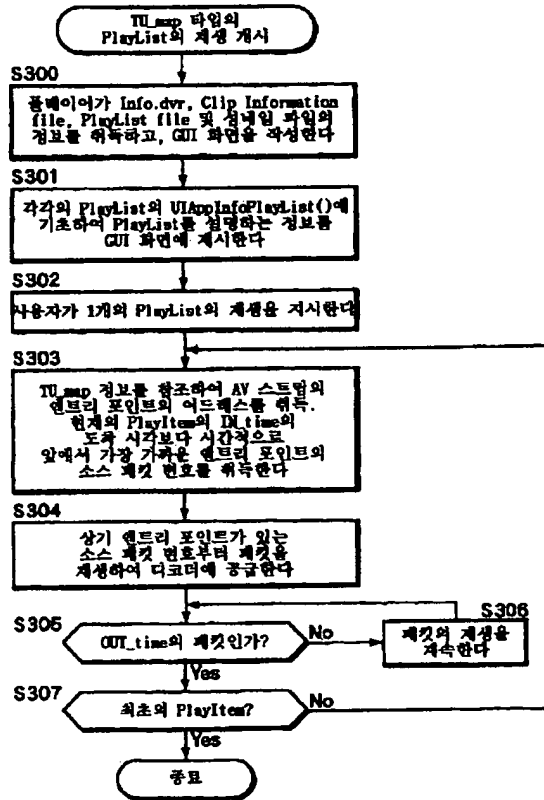 TU_map 타입의
PlayList의 재생 개시
S300
플레이어가 Info.dvr, Clip Information
file, PlayList file 및 섬네일 파일의
정보를 취득하고, GUI 화면을 작성한다
S301
각각의 PlayList의 UIAppInfoPlayList()에
기초하여 PlayList를 설명하는 정보를
GUI 화면에 제시한다
S302
사용자가 1개의 PlayList의 재생을 지시한다
S303
TU_map 정보를 참조하여 AV 스트림의
엔트리 포인트의 어드레스를 취득.
현재의 PlayItem의 IN_time의
도착 시각보다 시간적으로
앞에서 가장 가까운 엔트리 포인트의
소스 패킷 번호를 취득한다
S304
상기 엔트리 포인트가 있는
소스 패킷 번호부터 패킷을
재생하여 디코더에 공급한다
S305
OUT_time의 패킷인가?
No
S306
패킷의 재생을
계속한다
Yes
S307
최초의 PlayItem?
No
Yes
종료